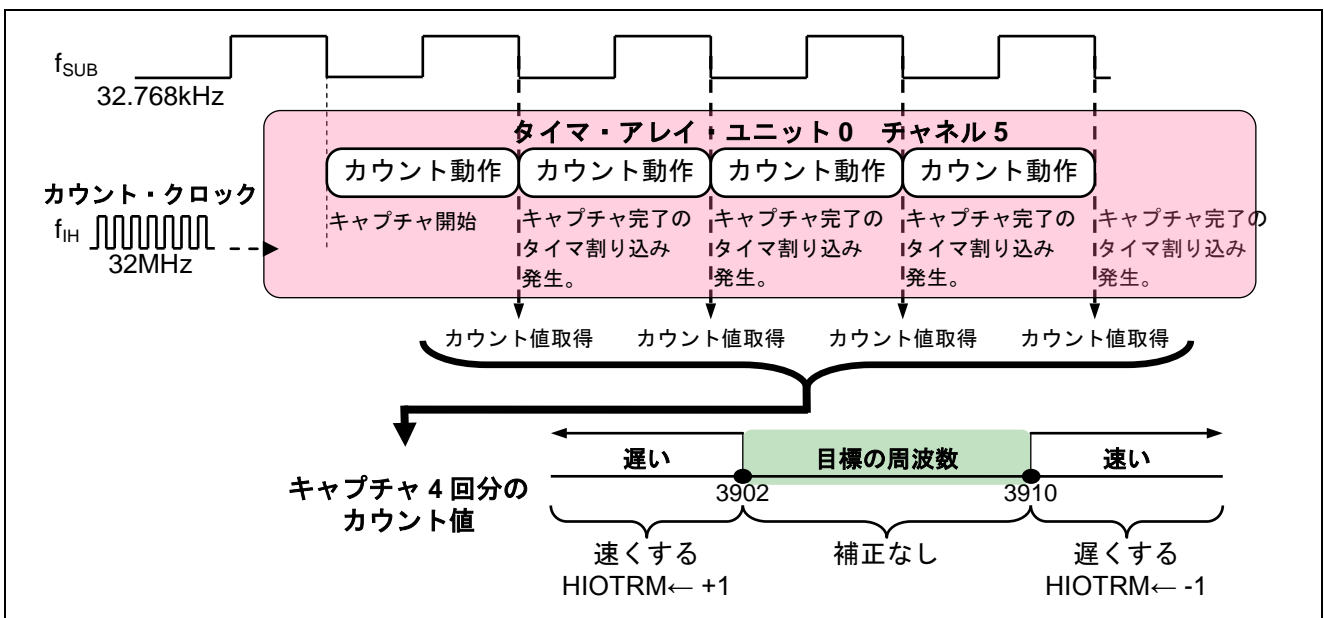 fSUB
32.768kHz
タイマ・アレイ・ユニット0　チャネル5
カウント動作
カウント動作
カウント動作
カウント動作
カウント・クロック
fIH
32MHz
キャプチャ開始
キャプチャ完了の
タイマ割り込み
発生。
キャプチャ完了の
タイマ割り込み
発生。
キャプチャ完了の
タイマ割り込み
発生。
キャプチャ完了の
タイマ割り込み
発生。
カウント値取得
カウント値取得
カウント値取得
カウント値取得
キャプチャ4回分の
カウント値
遅い
目標の周波数
速い
3902
3910
速くする
HIOTRM← +1
補正なし
遅くする
HIOTRM← -1